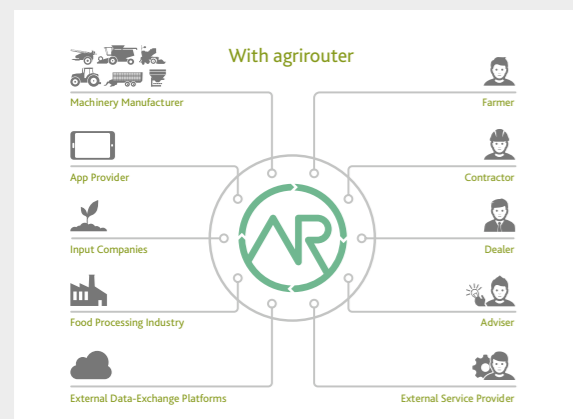 With agrirouter
Machinery Manufacturer
Farmer
App Provider
Contractor
Input Companies
Dealer
Food Processing Industry
Adviser
External Data-Exchange Platforms
External Service Provider
AR